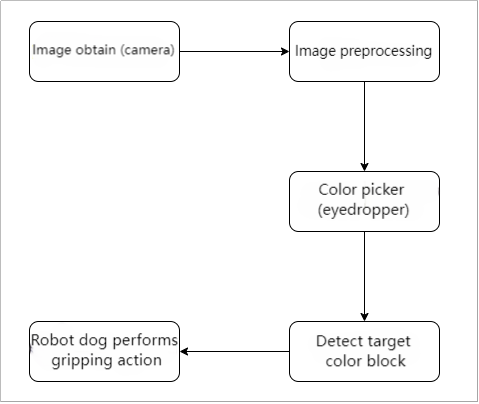 Image obtain (camera)
Image preprocessing
Color picker
(eyedropper)
Detect target
color block
Robot dog performs
gripping action